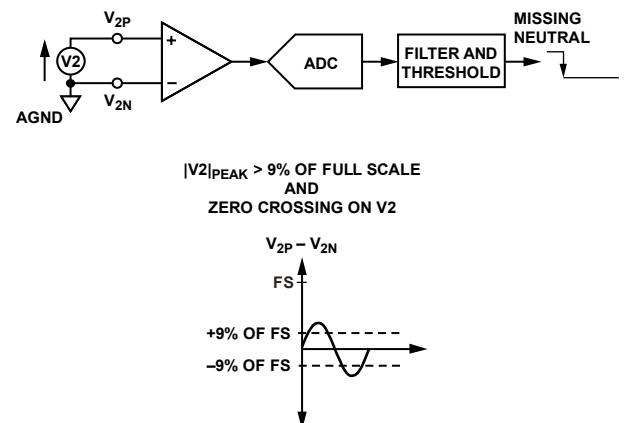 V2P
V2
V2N
AGND
+
−
ADC
FILTER AND
THRESHOLD
MISSING
NEUTRAL
|V2|PEAK > 9% OF FULL SCALE
AND
ZERO CROSSING ON V2
V2P – V2N
FS
+9% OF FS
–9% OF FS